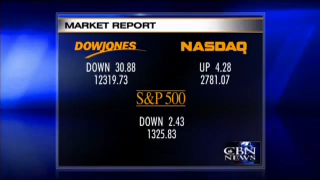 MARKET REPORT
DOWJONES NASDAQ
DOWN 30.88 UP 4.28
12319.73 2781.07
S&P 500
DOWN 2.43
1325.83
CBN
NEWS